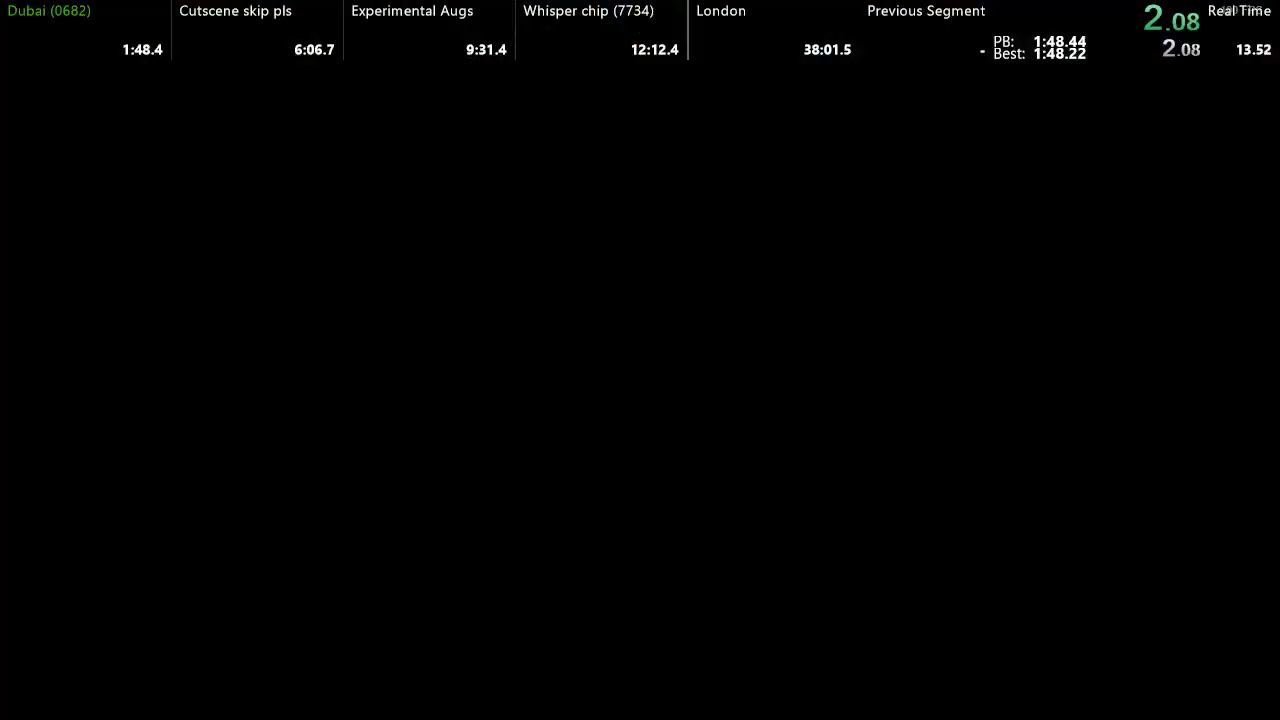 Dubai (0682) Cutscene skip pls Experimental Augs Whisper chip (7734) London Previous Segment 2.08 Real Time
1:48.4 6:06.7 9:31.4 12:12.4 38:01.5 - PB: 1:48.44 2.08 13.52
Best: 1:48.22